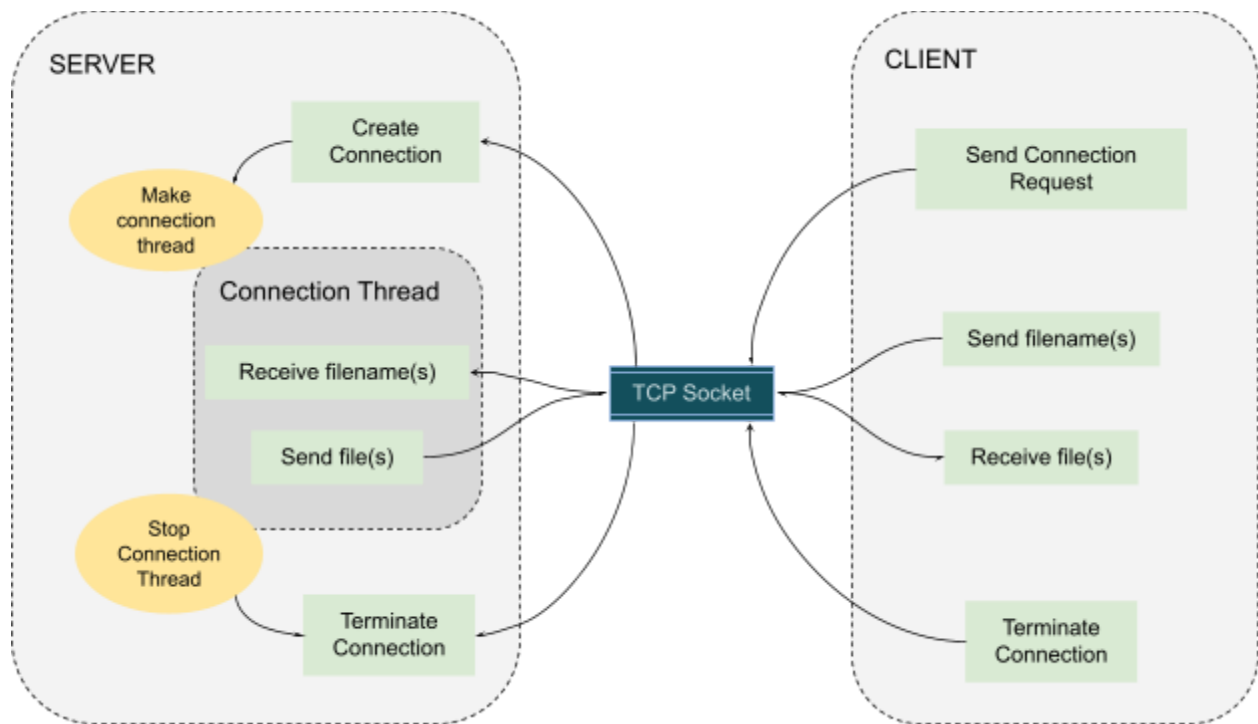 SERVER
Create
Connection
Make
connection
thread
Connection Thread
Receive filename(s)
Send file(s)
Stop
Connection
Thread
Terminate
Connection
TCP Socket
CLIENT
Send Connection
Request
Send filename(s)
Receive file(s)
Terminate
Connection